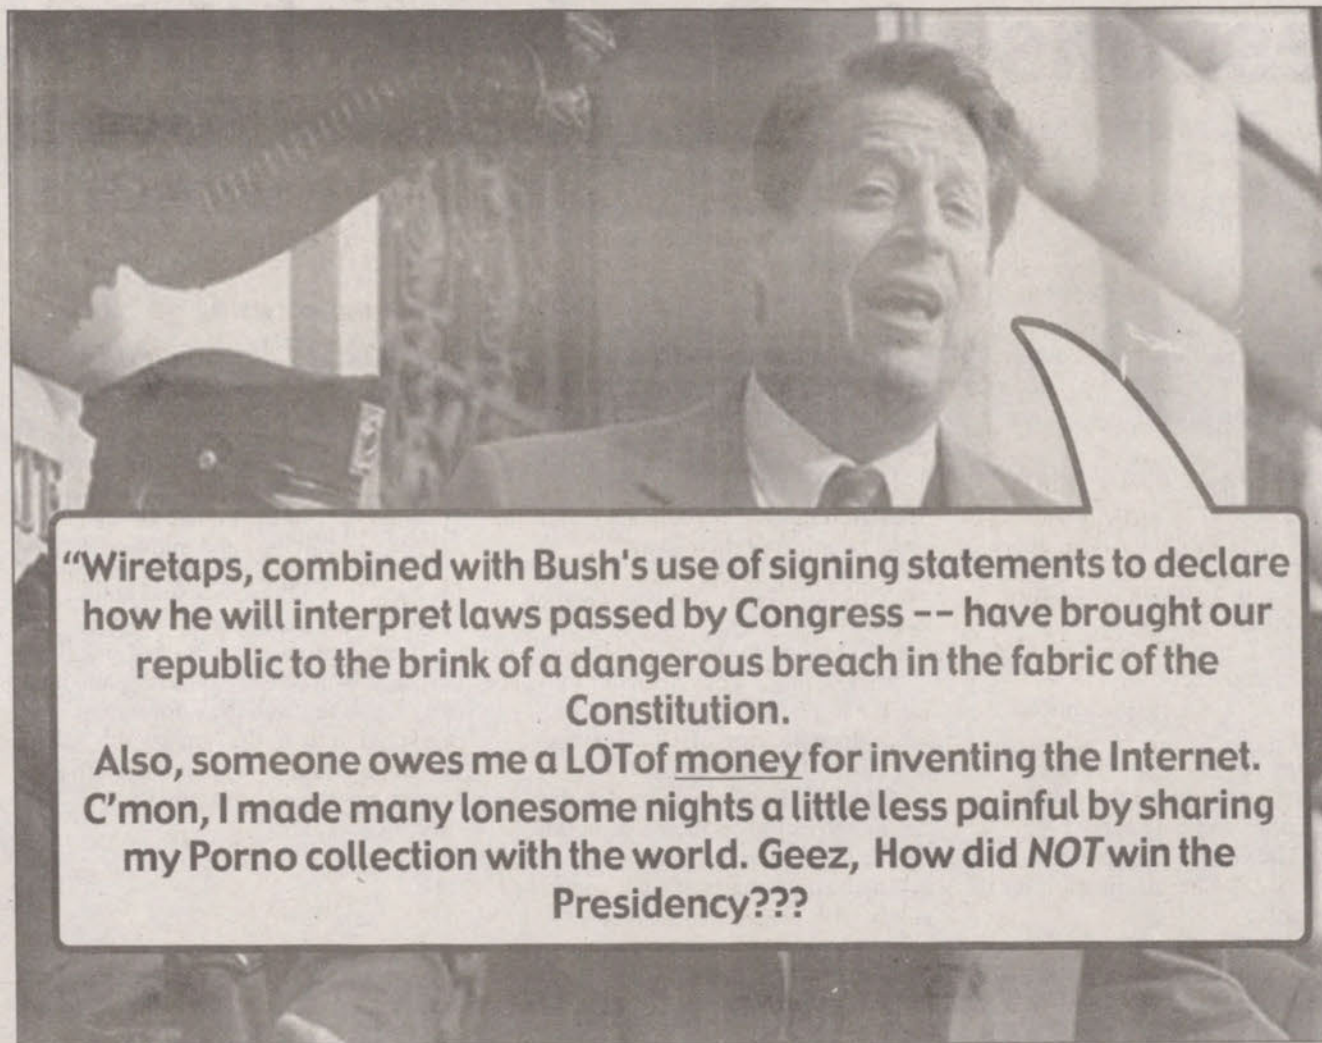 “Wiretaps, combined with Bush's use of signing statements to declare
how he will interpret laws passed by Congress -- have brought our
republic to the brink of a dangerous breach in the fabric of the
Constitution.
Also, someone owes me a LOTof money for inventing the Internet.
C'mon, I made many lonesome nights a little less painful by sharing
my Porno collection with the world. Geez, How did NOT win the
Presidency???